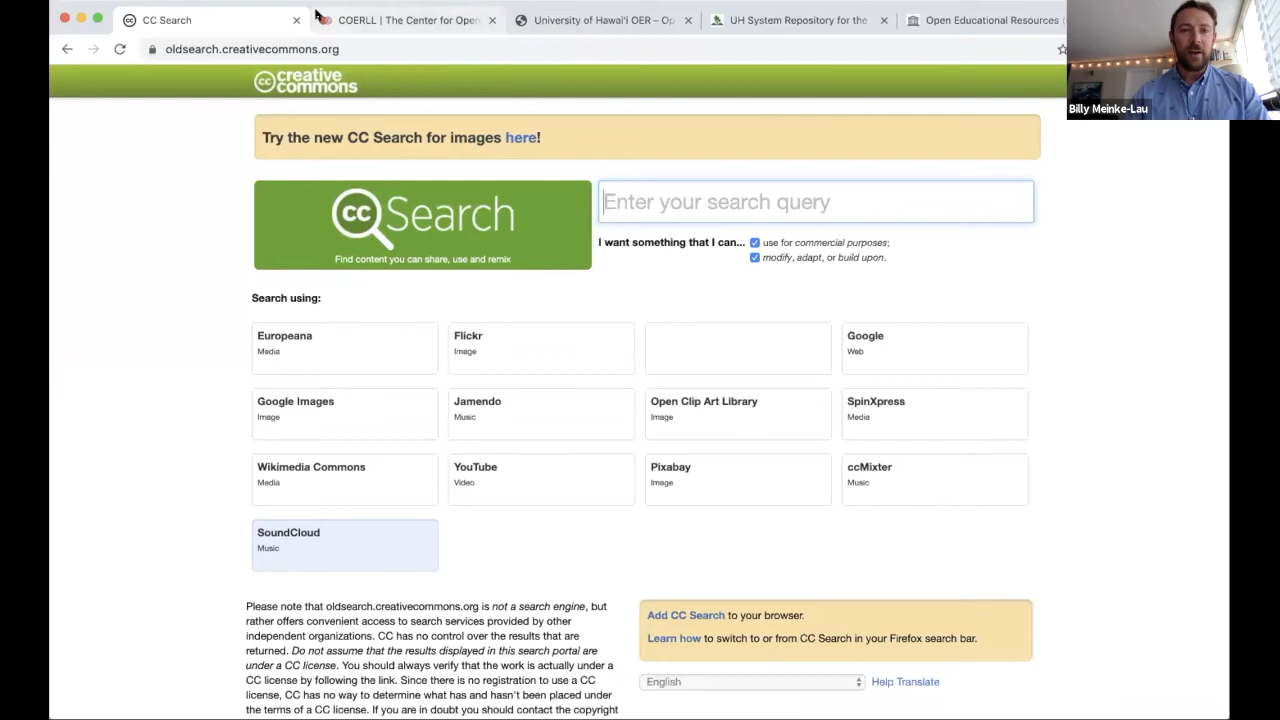 CC Search
COERLL | The Center for Open
University of Hawai'i OER – Op
UH System Repository for the
Open Educational Resources (
oldsearch.creativecommons.org
Billy Meinke-Lau
cc creative commons
Try the new CC Search for images here!
cc Search
Find content you can share, use and remix
Enter your search query
I want something that I can... use for commercial purposes;
modify, adapt, or build upon.
Search using:
Europeana
Media
Flickr
Image
Google
Web
Google Images
Image
Jamendo
Music
Open Clip Art Library
Image
SpinXpress
Media
Wikimedia Commons
Media
YouTube
Video
Pixabay
Image
ccMixter
Music
SoundCloud
Music
Please note that oldsearch.creativecommons.org is not a search engine, but
rather offers convenient access to search services provided by other
independent organizations. CC has no control over the results that are
returned. Do not assume that the results displayed in this search portal are
under a CC license. You should always verify that the work is actually under a
CC license by following the link. Since there is no registration to use a CC
license, CC has no way to determine what has and hasn't been placed under
the terms of a CC license. If you are in doubt you should contact the copyright
Add CC Search to your browser.
Learn how to switch to or from CC Search in your Firefox search bar.
English
Help Translate